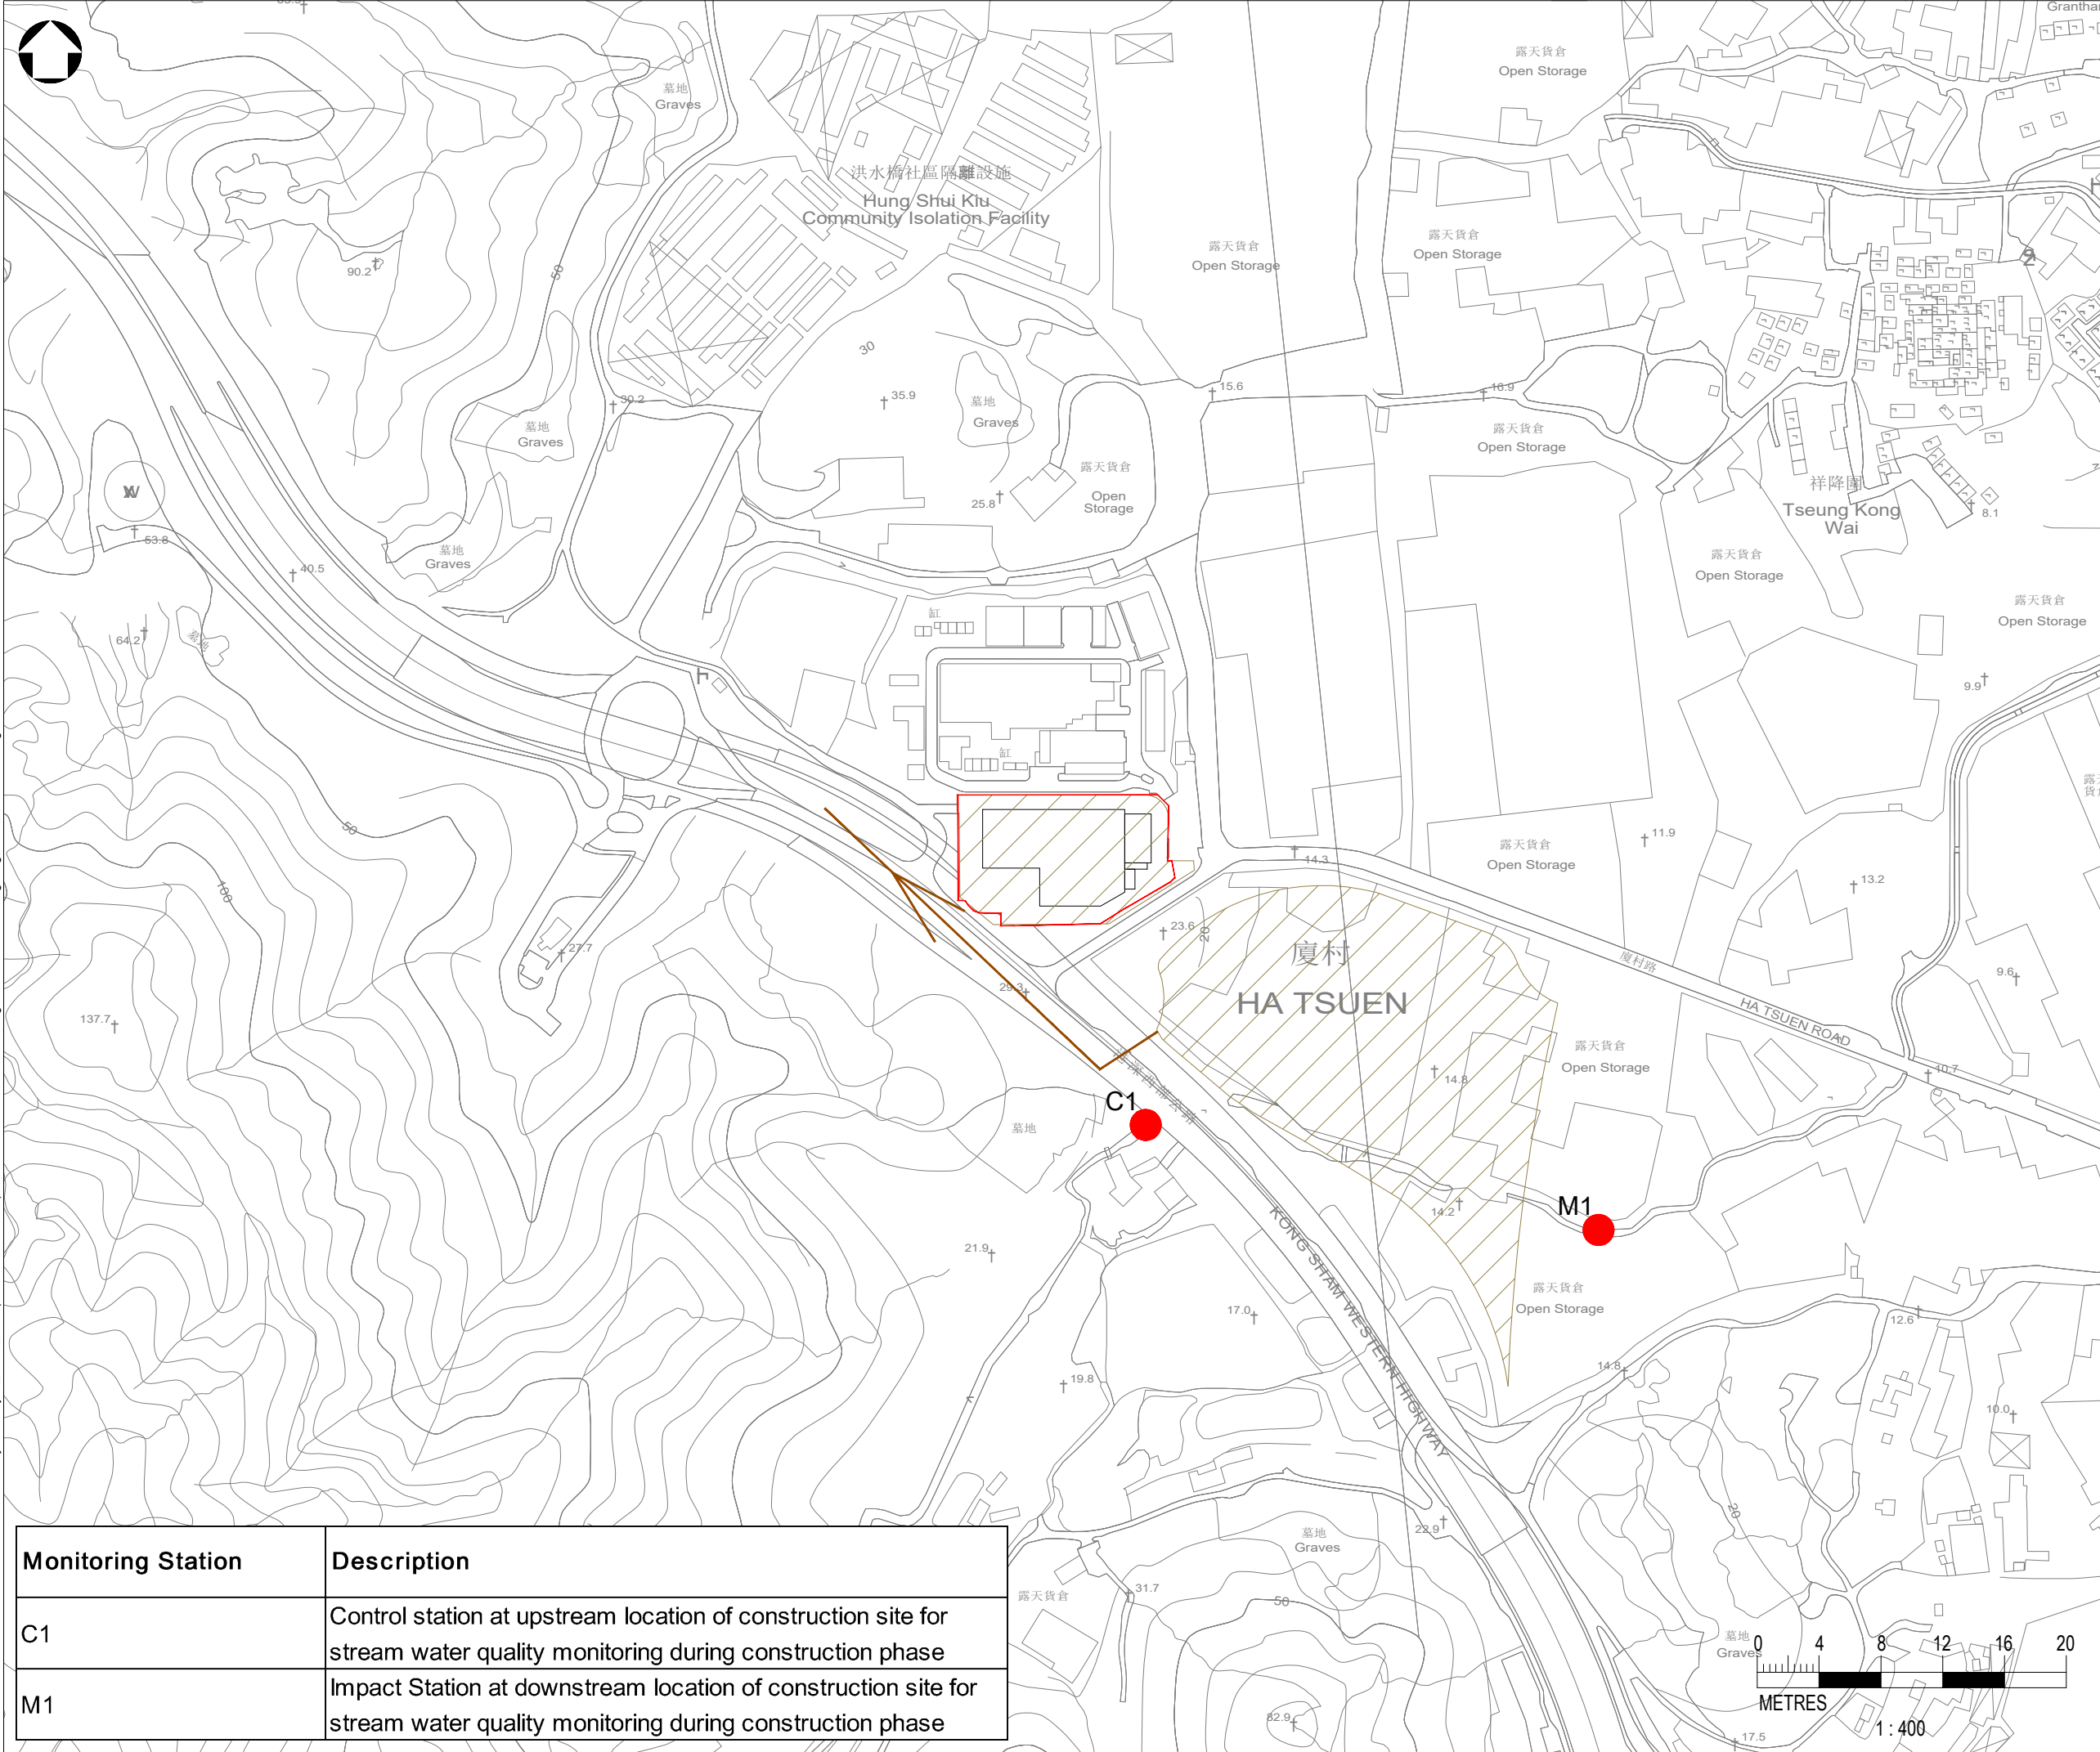 Grantha
露天貨倉
Open Storage
墓地
Graves
洪水橋社區隔離設施
Hung Shui Kiu
Community Isolation Facility
露天貨倉
Open Storage
露天貨倉
Open Storage
90.2
50
30
30.2
35.9
墓地
Graves
15.6
16.9
墓地
Graves
露天貨倉
Open Storage
露天貨倉
Open
Storage
25.8
祥降圍
Tseung Kong
Wai
8.1
53.8
40.5
墓地
Graves
露天貨倉
Open Storage
露天貨倉
Open Storage
64.2
墓地
缸
9.9
缸
50
100
14.3
露天貨倉
Open Storage
11.9
13.2
27.7
23.6
20
廈村
HA TSUEN
廈村路
HA TSUEN ROAD
9.6
29.3
137.7
露天貨倉
Open Storage
14.8
10.7
C1
墓地
M1
14.2
21.9
KONG SHAM WESTERN HIGHWAY
17.0
露天貨倉
Open Storage
12.6
14.8
19.8
10.0
20
22.9
墓地
Graves
31.7
露天貨倉
50
墓地
Graves
82.9
17.5
Monitoring Station
Description
C1
Control station at upstream location of construction site for
stream water quality monitoring during construction phase
M1
Impact Station at downstream location of construction site for
stream water quality monitoring during construction phase
0 4 8 12 16 20
METRES
1 : 400